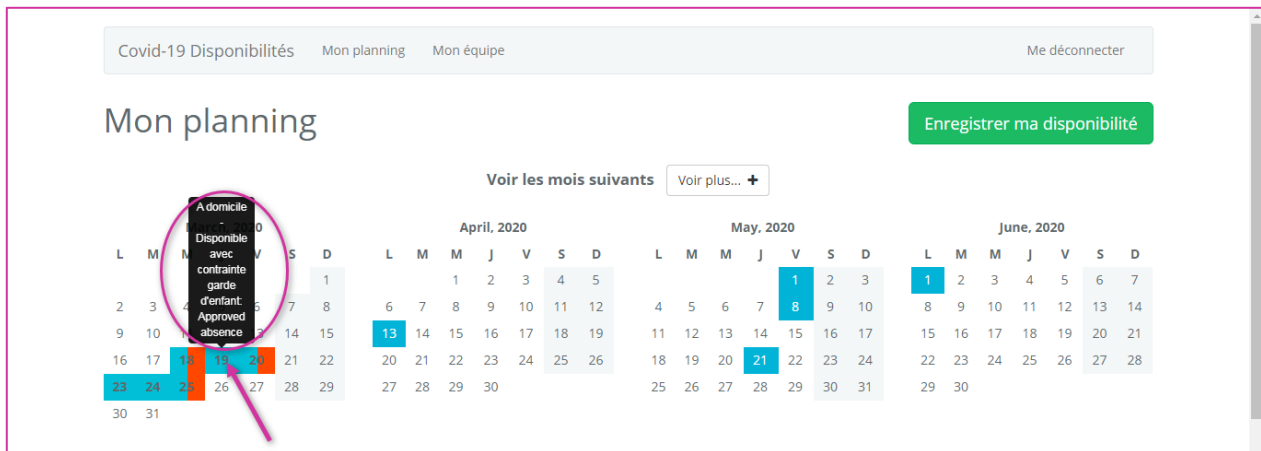 Covid-19 Disponibilités
Mon planning
Mon équipe
Me déconnecter
Mon planning
Enregistrer ma disponibilité
Voir les mois suivants
Voir plus... +
A domicile
-
Disponible
avec
contrainte
garde
d'enfant:
Approved
absence
L M M V S D
1
2 3 4 6 7 8
9 10 13 14 15
16 17 18 19 20 21 22
23 24 25 26 27 28 29
30 31
April, 2020
L M M J V S D
1 2 3 4 5
6 7 8 9 10 11 12
13 14 15 16 17 18 19
20 21 22 23 24 25 26
27 28 29 30
May, 2020
L M M J V S D
1 2 3
4 5 6 7 8 9 10
11 12 13 14 15 16 17
18 19 20 21 22 23 24
25 26 27 28 29 30 31
June, 2020
L M M J V S D
1 2 3 4 5 6 7
8 9 10 11 12 13 14
15 16 17 18 19 20 21
22 23 24 25 26 27 28
29 30